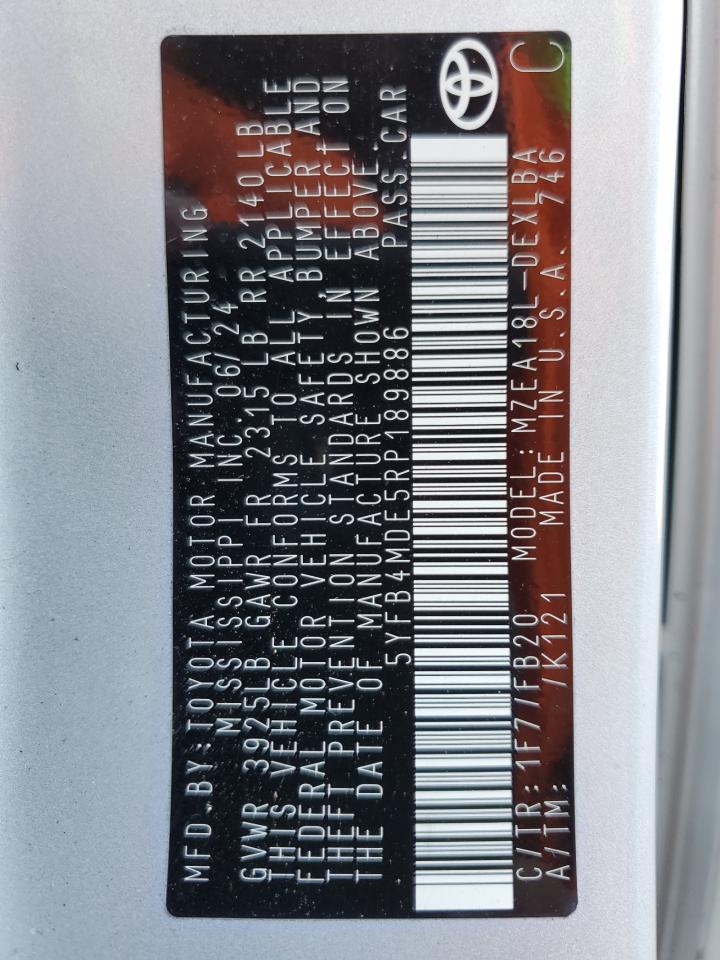 MFD.BY:TOYOTA MOTOR MANUFACTURING
MISSISSIPPI INC 06/24
GVWR 3925LB GAWR FR 2315 LB RR 2140LB
THIS VEHICLE CONFORMS TO ALL APPLICABLE
FEDERAL MOTOR VEHICLE SAFETY, BUMPER AND
THEFT PREVENTION STANDARDS IN EFFECT ON
THE DATE OF MANUFACTURE SHOWN ABOVE.
5YFB4MDE5RP189886 PASS.CAR
C/TR:1F7/FB20 MODEL:MZEA18L-DEXLBA
A/TM: /K121 MADE IN U.S.A. 746
C